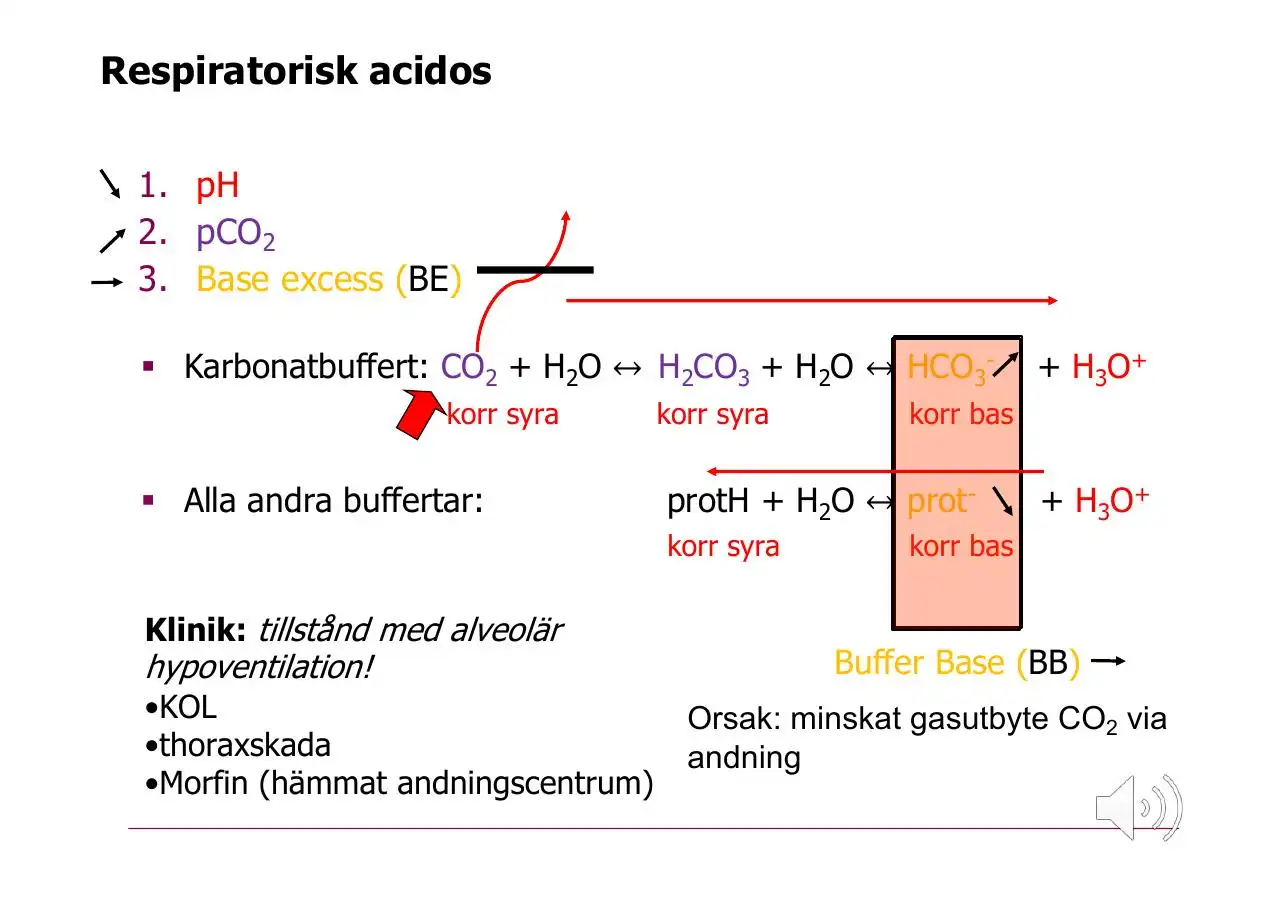 Respiratorisk acidos
1. pH
2. pCO₂
3. Base excess (BE)
▪ Karbonatbuffert: CO₂ + H₂O ↔ H₂CO₃ + H₂O ↔ HCO₃⁻ + H₃O⁺
korr syra korr syra korr bas
▪ Alla andra buffertar: protH + H₂O ↔ prot⁻ + H₃O⁺
korr syra korr bas
Klinik: tillstånd med alveolär
hypoventilation!
•KOL
•thoraxskada
•Morfin (hämmat andningscentrum)
Buffer Base (BB)
Orsak: minskat gasutbyte CO₂ via
andning